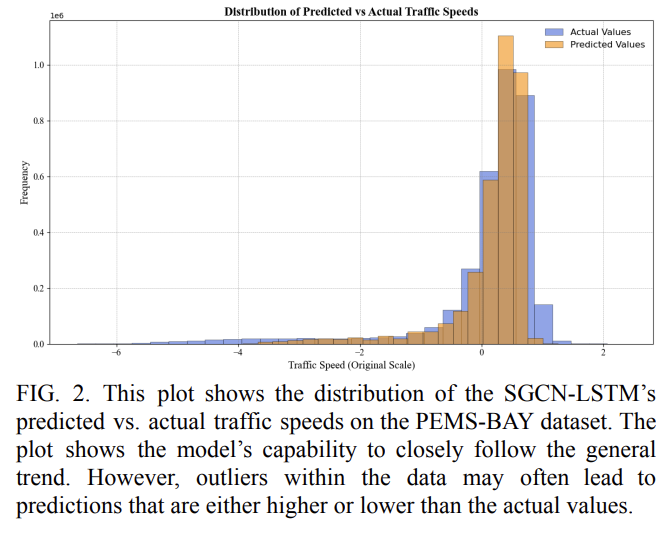 Distribution of Predicted vs Actual Traffic Speeds
1e6
Actual Values
Predicted Values
1.0
0.8
0.6
0.4
0.2
0.0
Frequency
−6
−4
−2
0
2
Traffic Speed (Original Scale)
FIG. 2. This plot shows the distribution of the SGCN-LSTM’s
predicted vs. actual traffic speeds on the PEMS-BAY dataset. The
plot shows the model’s capability to closely follow the general
trend. However, outliers within the data may often lead to
predictions that are either higher or lower than the actual values.